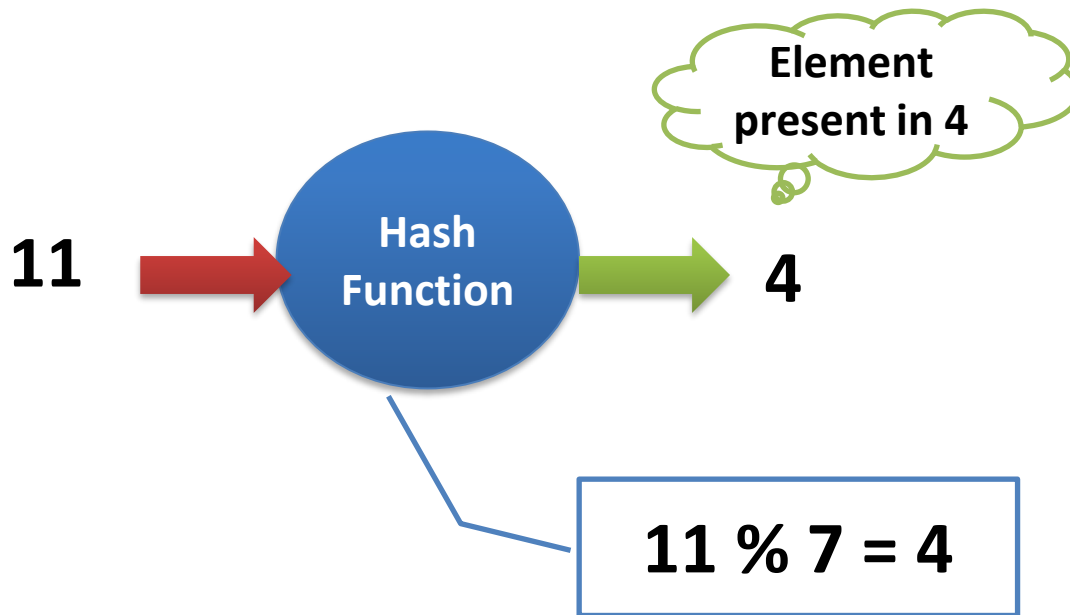 Element
present in 4
11
Hash
Function
4
11 % 7 = 4